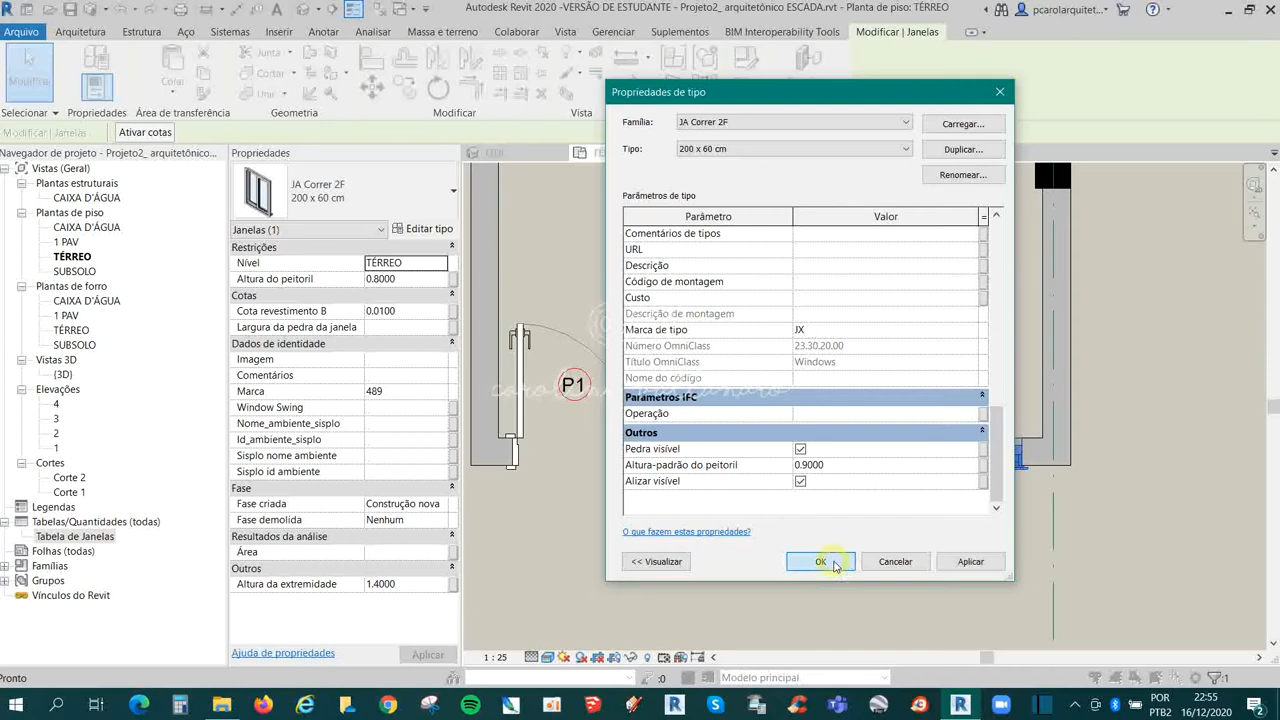 Autodesk Revit 2020 -VERSÃO DE ESTUDANTE - Projeto2_ arquitetônico ESCADA.rvt - Planta de piso: TÉRREO
pcarolarquitet...
Arquivo Arquitetura Estrutura Aço Sistemas Inserir Anotar Analisar Massa e terreno Colaborar Vista Gerenciar Suplementos BIM Interoperability Tools Modificar | Janelas
Modificar
Colar
Junta
Cortar
Unir
Selecionar Propriedades Área de transferência Geometria Modificar Vista
Modificar | Janelas Ativar cotas
Navegador de projeto - Projeto2_ arquitetônico...
Vistas (Geral)
Plantas estruturais
CAIXA D'ÁGUA
Plantas de piso
CAIXA D'ÁGUA
1 PAV
TÉRREO
SUBSOLO
Plantas de forro
CAIXA D'ÁGUA
1 PAV
TÉRREO
SUBSOLO
Vistas 3D
{3D}
Elevações
4
3
2
1
Cortes
Corte 2
Corte 1
Legendas
Tabelas/Quantidades (todas)
Tabela de Janelas
Folhas (todas)
Famílias
Grupos
Vínculos do Revit
Propriedades
JA Correr 2F
200 x 60 cm
Janelas (1) Editar tipo
Restrições
Nível TÉRREO
Altura do peitoril 0.8000
Cotas
Cota revestimento B 0.0100
Largura da pedra da janela
Dados de identidade
Imagem
Comentários
Marca 489
Window Swing
Nome_ambiente_sisplo
Id_ambiente_sisplo
Sisplo nome ambiente
Sisplo id ambiente
Fase
Fase criada Construção nova
Fase demolida Nenhum
Resultados da análise
Área
Outros
Altura da extremidade 1.4000
Ajuda de propriedades Aplicar
P1
Propriedades de tipo
Família: JA Correr 2F Carregar...
Tipo: 200 x 60 cm Duplicar...
Renomear...
Parâmetros de tipo
Parâmetro Valor =
Comentários de tipos
URL
Descrição
Código de montagem
Custo
Descrição de montagem
Marca de tipo JX
Número OmniClass 23.30.20.00
Título OmniClass Windows
Nome do código
Parâmetros IFC
Operação
Outros
Pedra visível
Altura-padrão do peitoril 0.9000
Alizar visível
O que fazem estas propriedades?
<< Visualizar OK Cancelar Aplicar
1 : 25
Pronto :0 Modelo principal :1
POR
PTB2
22:55
16/12/2020